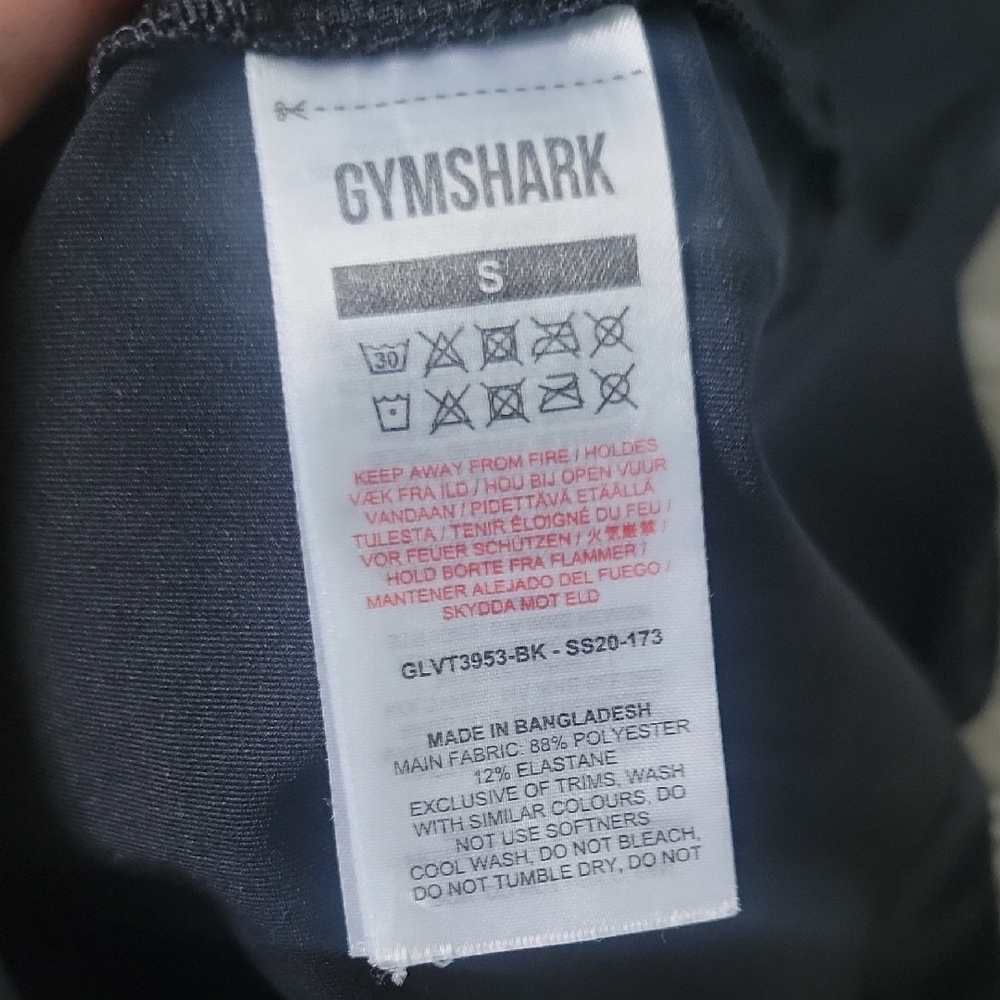 GYMSHARK
S
30
KEEP AWAY FROM FIRE / HOLDES
VÆK FRA ILD / HOU BIJ OPEN VUUR
VANDAAN / PIDETTÄVÄ ETÄÄLLÄ
TULESTA / TENIR ÉLOIGNÉ DU FEU /
VOR FEUER SCHÜTZEN / 火気厳禁 /
HOLD BORTE FRA FLAMMER /
MANTENER ALEJADO DEL FUEGO /
SKYDDA MOT ELD
GLVT3953-BK - SS20-173
MADE IN BANGLADESH
MAIN FABRIC: 88% POLYESTER
12% ELASTANE
EXCLUSIVE OF TRIMS, WASH
WITH SIMILAR COLOURS, DO
NOT USE SOFTNERS
COOL WASH, DO NOT BLEACH,
DO NOT TUMBLE DRY, DO NOT